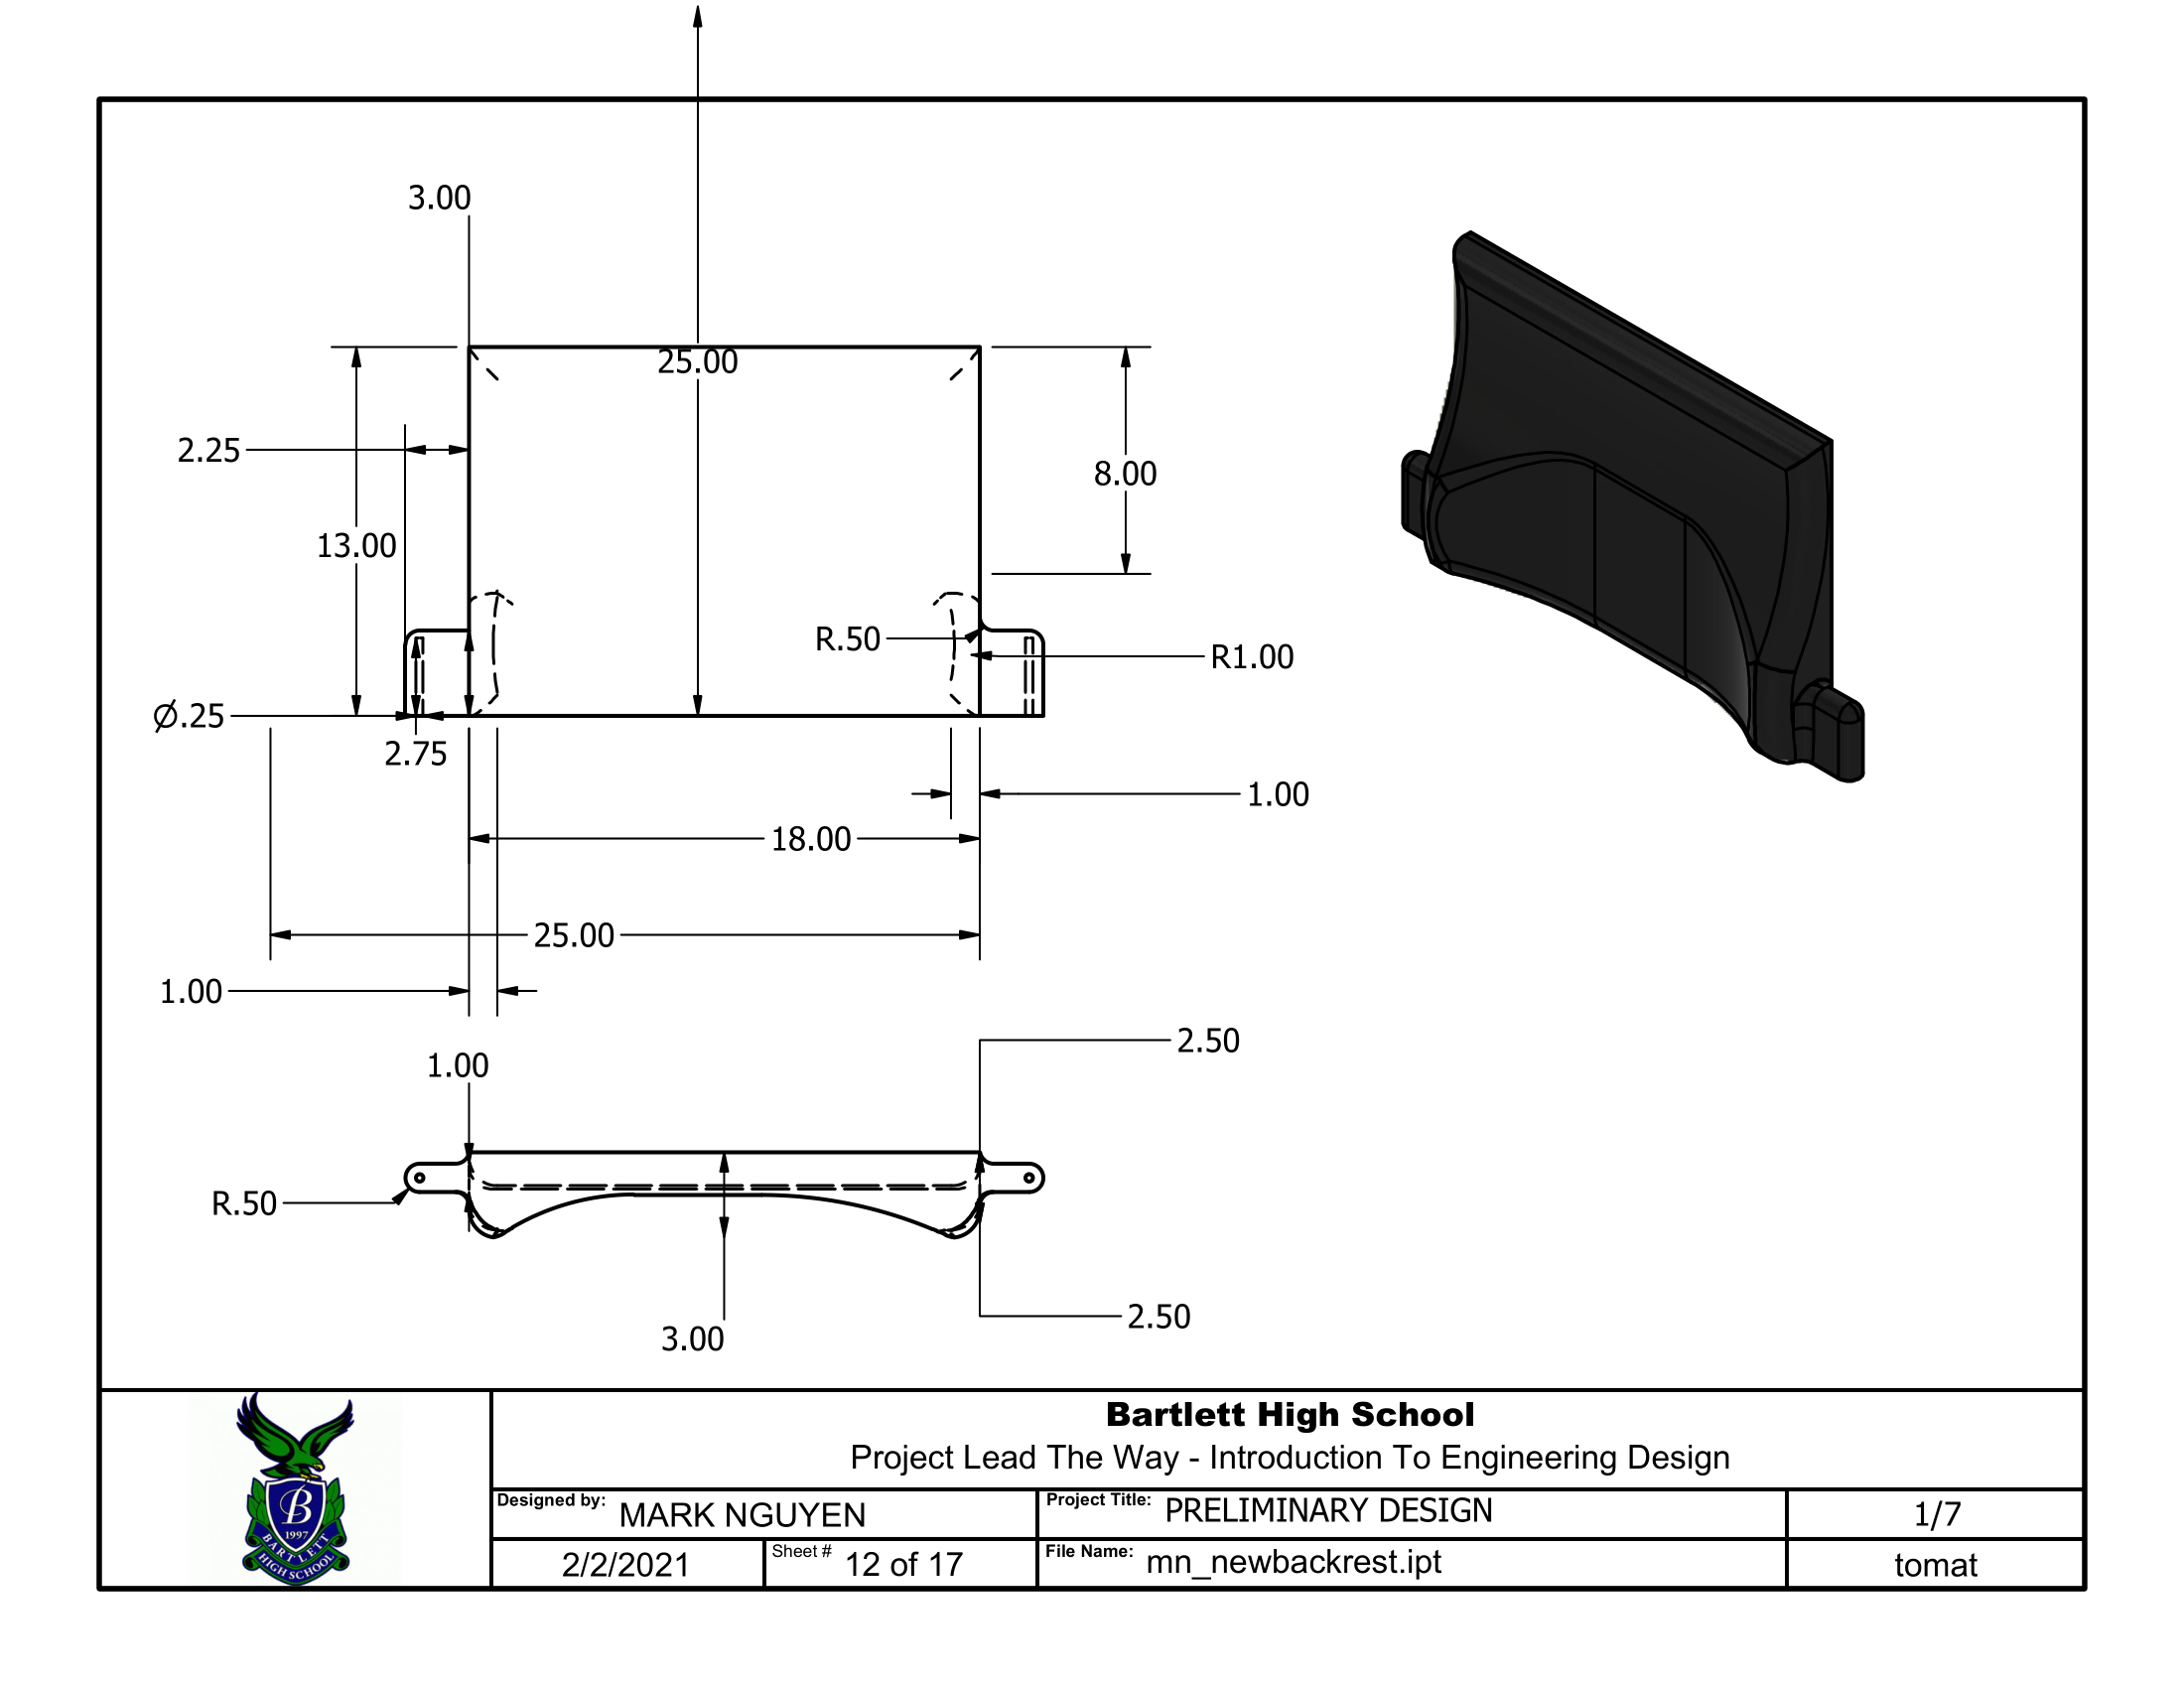 3.00
25.00
2.25
8.00
13.00
R.50
R1.00
Ø.25
2.75
1.00
18.00
25.00
1.00
2.50
1.00
R.50
2.50
3.00
Bartlett High School
Project Lead The Way - Introduction To Engineering Design
Designed by: MARK NGUYEN
Project Title: PRELIMINARY DESIGN
1/7
2/2/2021
Sheet # 12 of 17
File Name: mn_newbackrest.ipt
tomat
B
1997
BARTLETT
HIGH SCHOOL